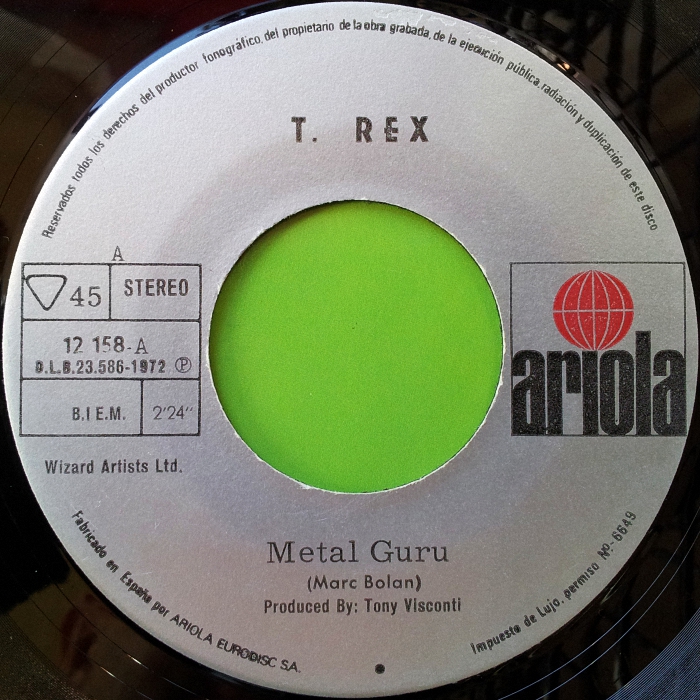 Reservados todos los derechos del productor fonográfico, del propietario de la obra grabada, de la ejecución pública, radiación y duplicación de este disco
T. REX
A
45 STEREO
12 158-A
D.L.B.23.586-1972 Ⓟ
B.I E.M. 2'24''
ariola
Wizard Artists Ltd.
Metal Guru
(Marc Bolan)
Produced By: Tony Visconti
Fabricado en España por ARIOLA EURODISC S.A.
Impuesto de Lujo. permiso Nº-6649